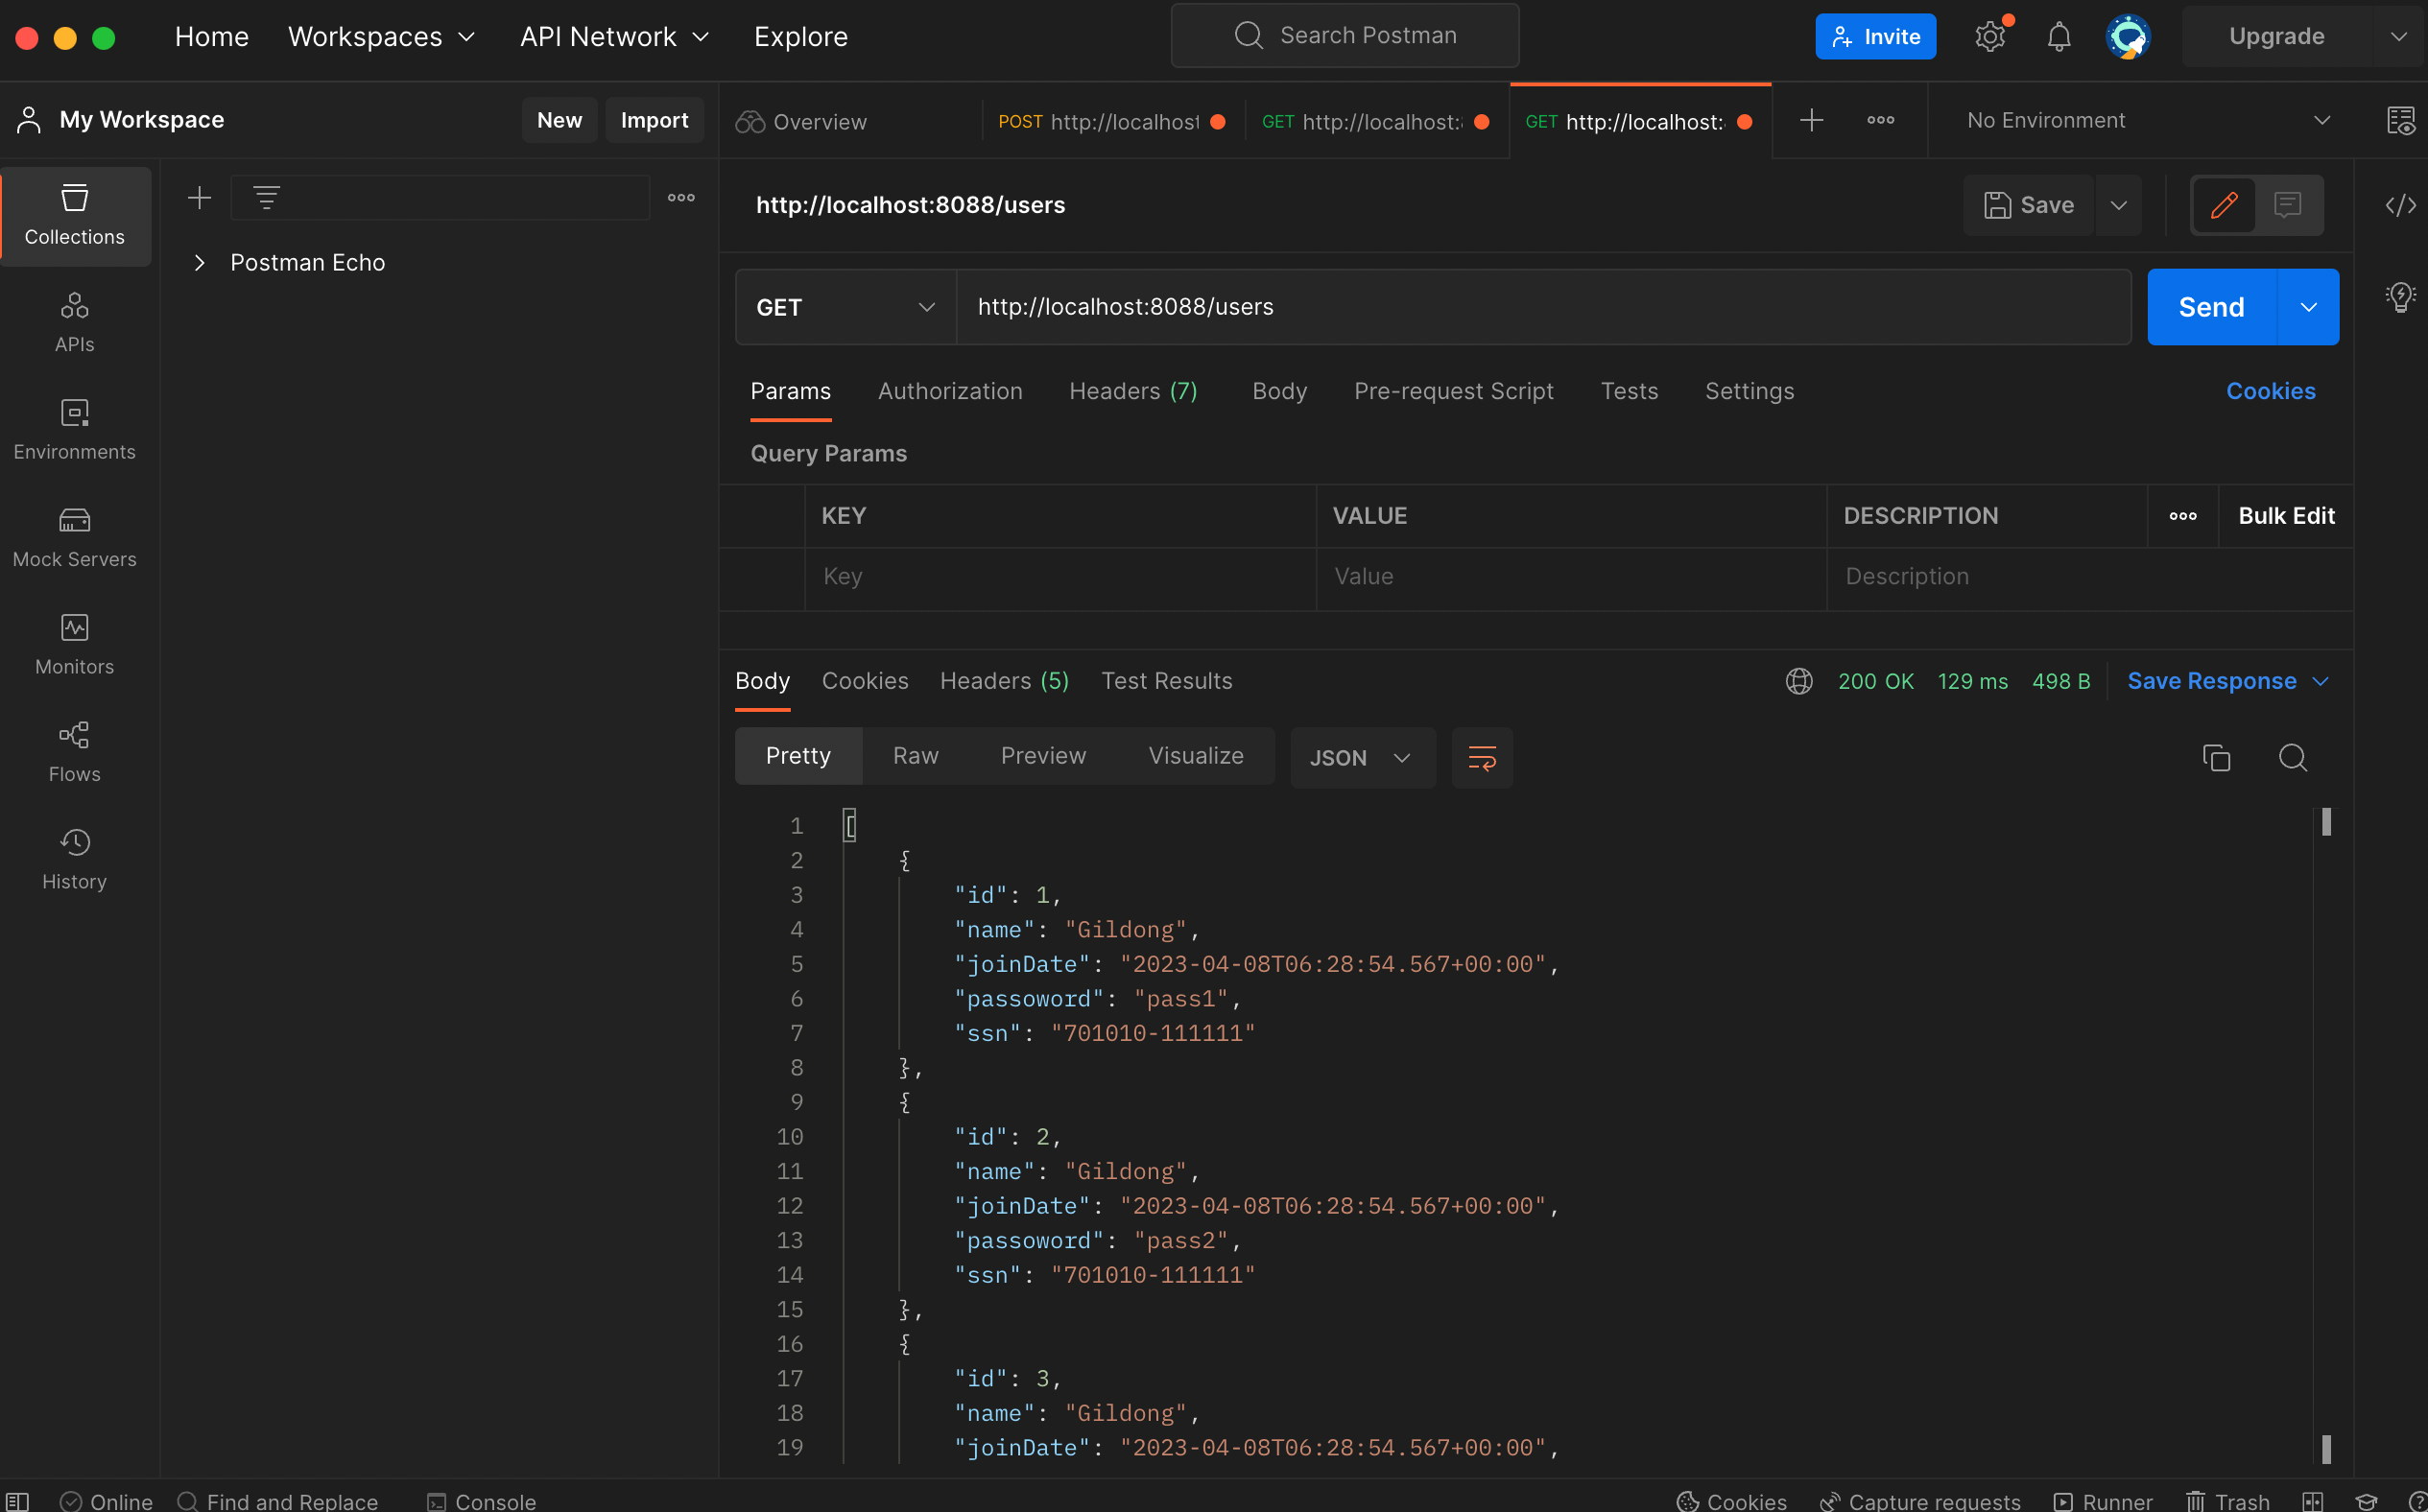 Home Workspaces API Network Explore Search Postman Invite Upgrade
My Workspace New Import Overview POST http://localhost GET http://localhost: GET http://localhost: No Environment
Collections
APIs
Environments
Mock Servers
Monitors
Flows
History
Postman Echo
http://localhost:8088/users Save
GET http://localhost:8088/users Send
Params Authorization Headers (7) Body Pre-request Script Tests Settings Cookies
Query Params
KEY VALUE DESCRIPTION Bulk Edit
Key Value Description
Body Cookies Headers (5) Test Results 200 OK 129 ms 498 B Save Response
Pretty Raw Preview Visualize JSON
1 [
2 {
3 "id": 1,
4 "name": "Gildong",
5 "joinDate": "2023-04-08T06:28:54.567+00:00",
6 "passoword": "pass1",
7 "ssn": "701010-111111"
8 },
9 {
10 "id": 2,
11 "name": "Gildong",
12 "joinDate": "2023-04-08T06:28:54.567+00:00",
13 "passoword": "pass2",
14 "ssn": "701010-111111"
15 },
16 {
17 "id": 3,
18 "name": "Gildong",
19 "joinDate": "2023-04-08T06:28:54.567+00:00",
Online Find and Replace Console Cookies Capture requests Runner Trash